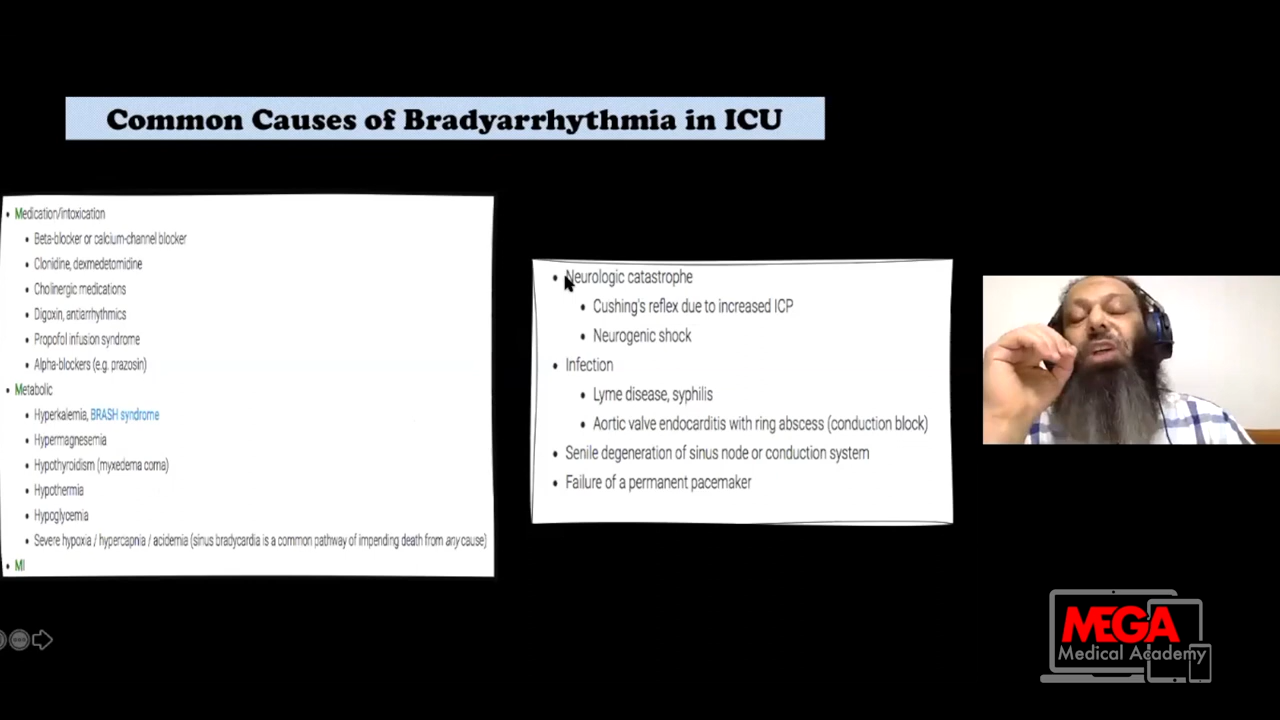 Common Causes of Bradyarrhythmia in ICU
Medication/intoxication
Beta-blocker or calcium-channel blocker
Clonidine, dexmedetomidine
Cholinergic medications
Digoxin, antiarrhythmics
Propofol infusion syndrome
Alpha-blockers (e.g. prazosin)
Metabolic
Hyperkalemia, BRASH syndrome
Hypermagnesemia
Hypothyroidism (myxedema coma)
Hypothermia
Hypoglycemia
Severe hypoxia / hypercapnia / acidemia (sinus bradycardia is a common pathway of impending death from any cause)
MI
Neurologic catastrophe
Cushing's reflex due to increased ICP
Neurogenic shock
Infection
Lyme disease, syphilis
Aortic valve endocarditis with ring abscess (conduction block)
Senile degeneration of sinus node or conduction system
Failure of a permanent pacemaker
MEGA
Medical Academy